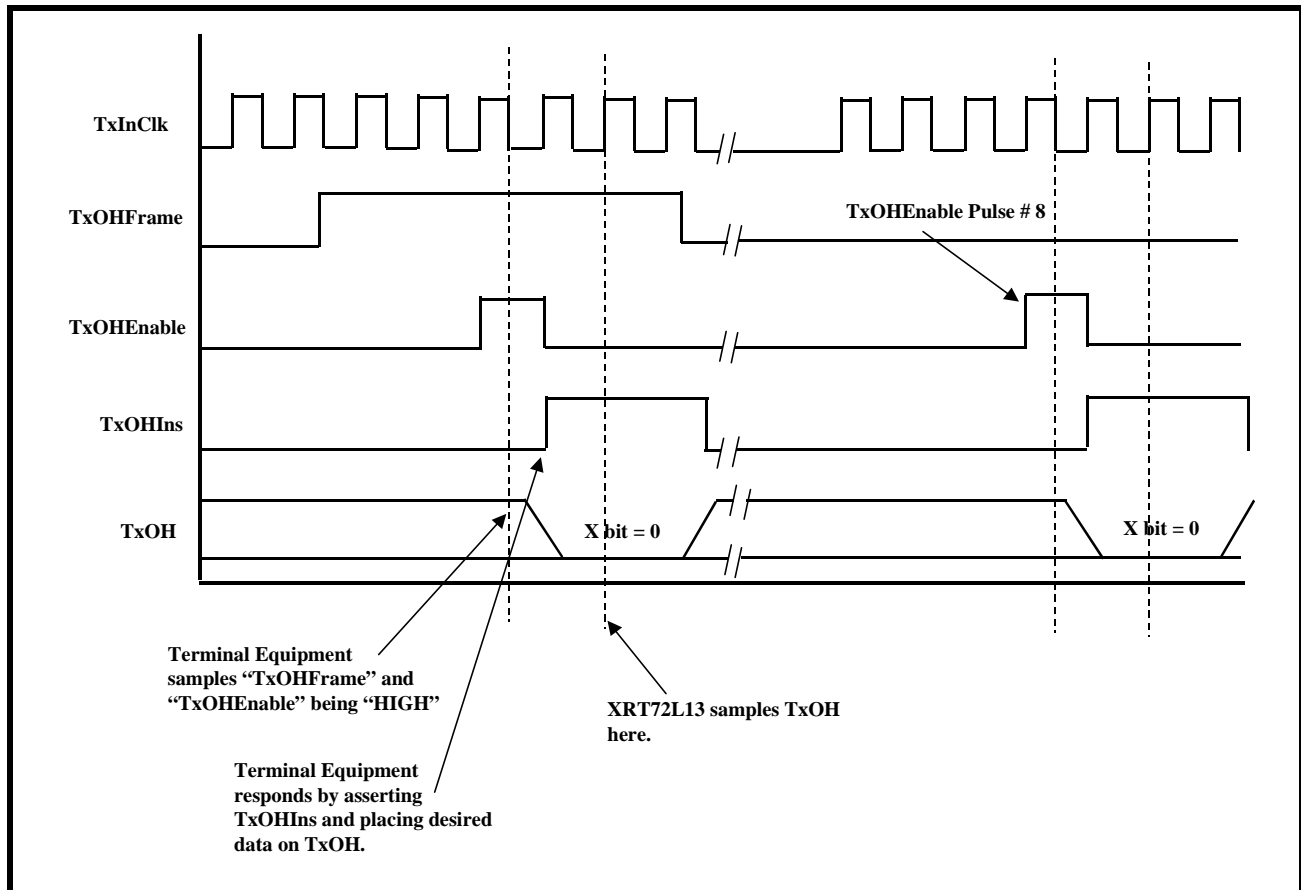 TxInClk
TxOHFrame
TxOHEnable Pulse # 8
TxOHEnable
TxOHIns
TxOH
X bit = 0
X bit = 0
Terminal Equipment
samples “TxOHFrame” and
“TxOHEnable” being “HIGH”
XRT72L13 samples TxOH
here.
Terminal Equipment
responds by asserting
TxOHIns and placing desired
data on TxOH.